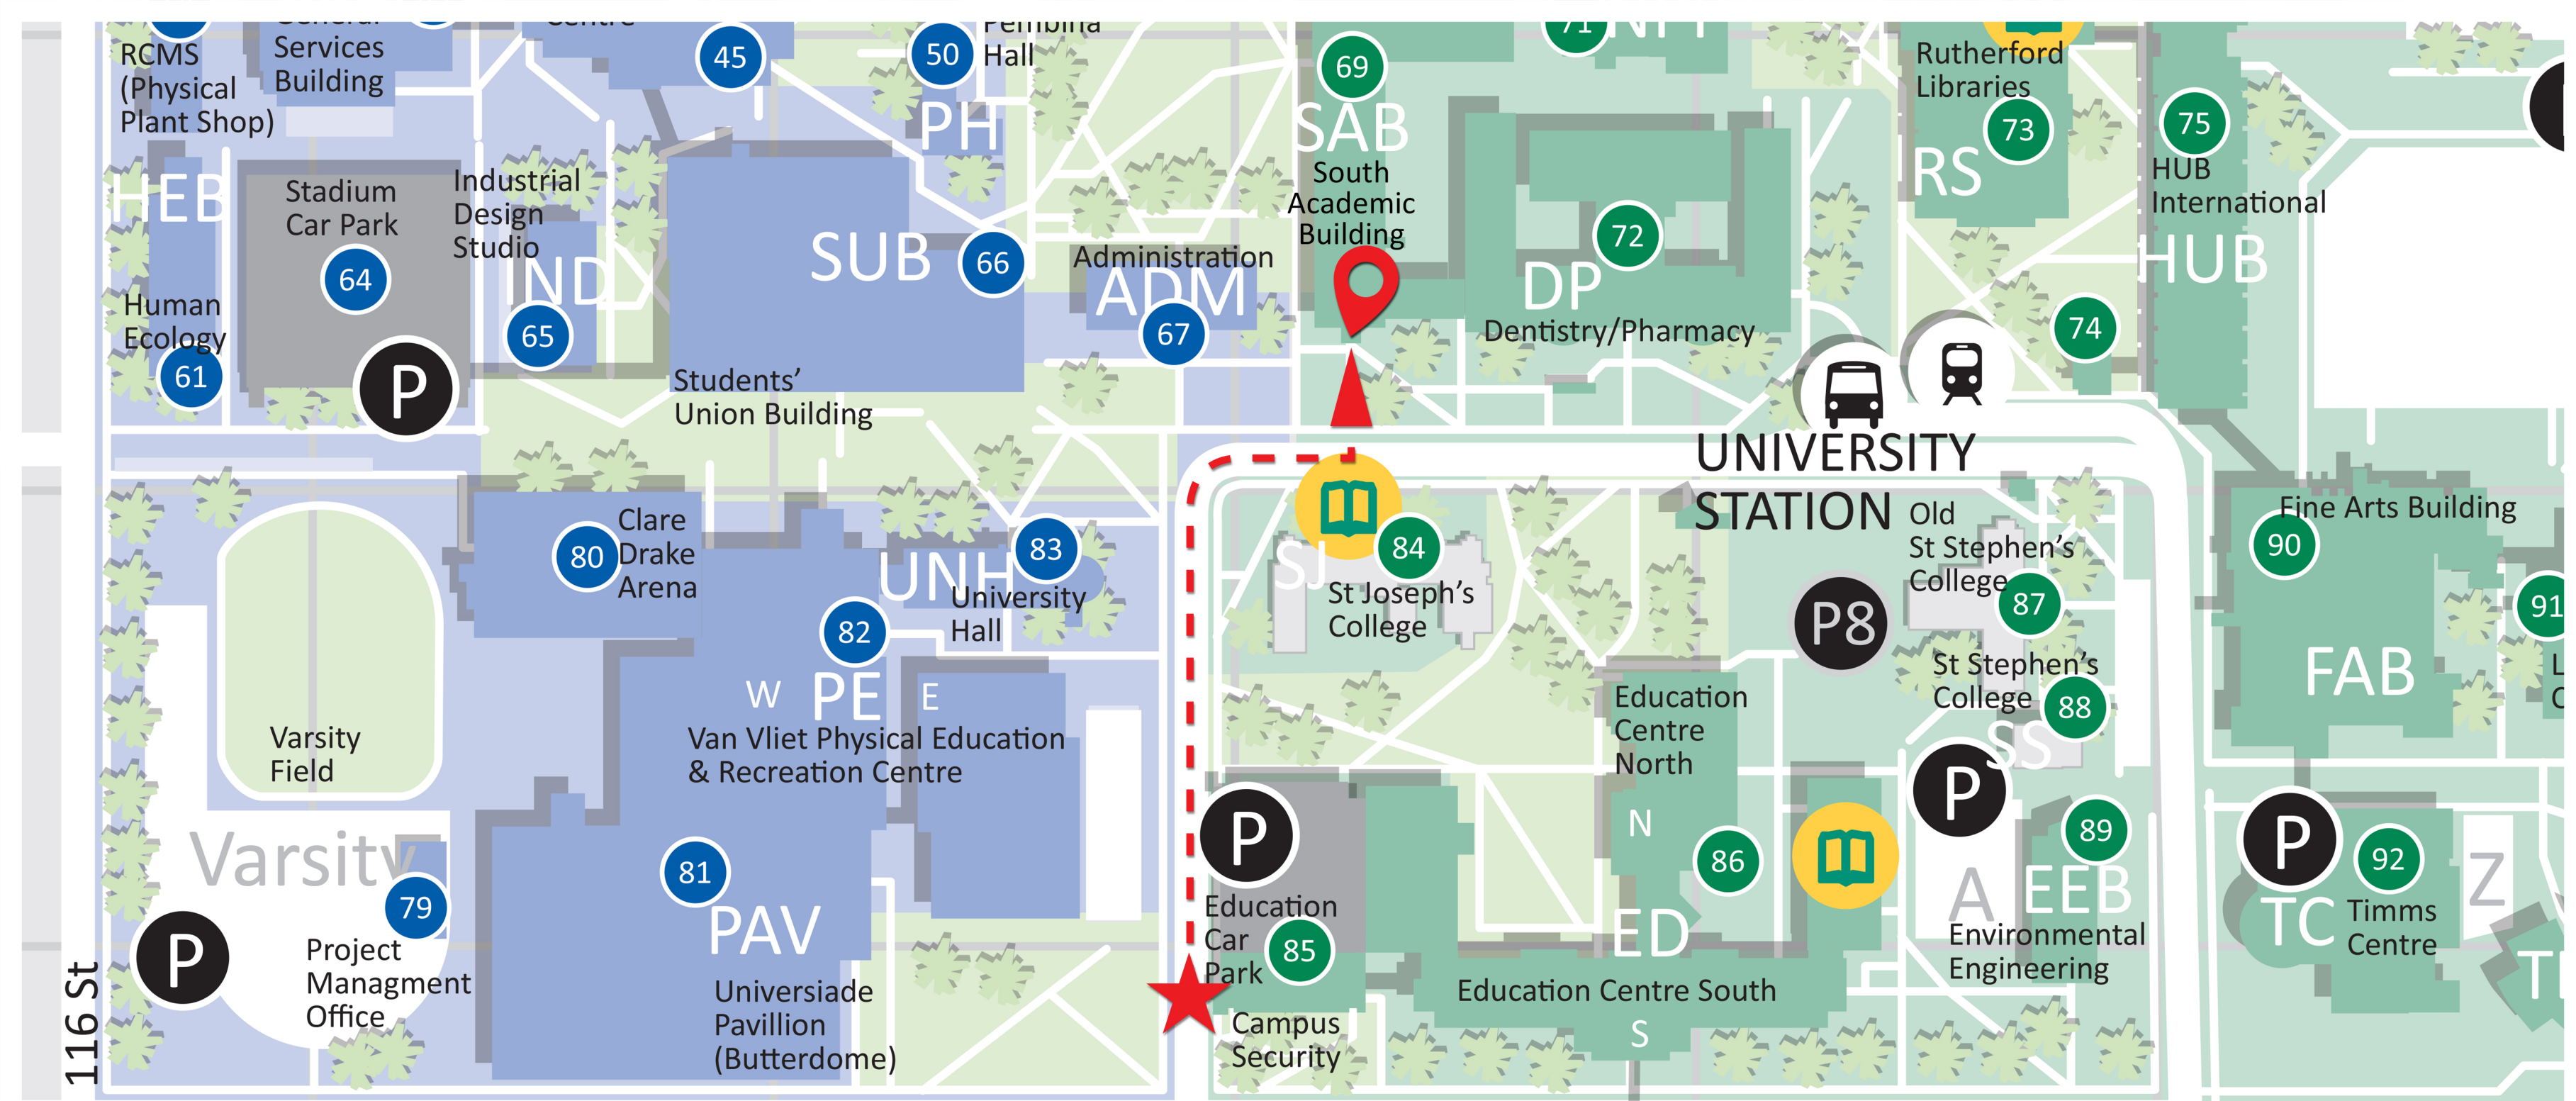 RCMS
(Physical
Plant Shop)
General
Services
Building
Centre
45
50
Pembina
Hall
PH
69
SAB
South
Academic
Building
71
72
DP
Dentistry/Pharmacy
Rutherford
Libraries
73
RS
75
HUB
International
HUB
74
HEB
Human
Ecology
61
Stadium
Car Park
64
P
Industrial
Design
Studio
IND
65
SUB
66
Students’
Union Building
Administration
ADM
67
UNIVERSITY
STATION
80
Clare
Drake
Arena
UNH
83
University
Hall
82
W PE E
Van Vliet Physical Education
& Recreation Centre
81
PAV
Universiade
Pavillion
(Butterdome)
Varsity
Field
Varsity
79
P
Project
Managment
Office
116 St
SJ
84
St Joseph’s
College
P8
Old
St Stephen’s
College
87
St Stephen’s
College
88
SS
P
Education
Centre
North
N
86
ED
Education Centre South
S
P
Education
Car
Park
85
Campus
Security
A
89
EEB
Environmental
Engineering
Fine Arts Building
90
FAB
91
P
92
TC
Timms
Centre
Z